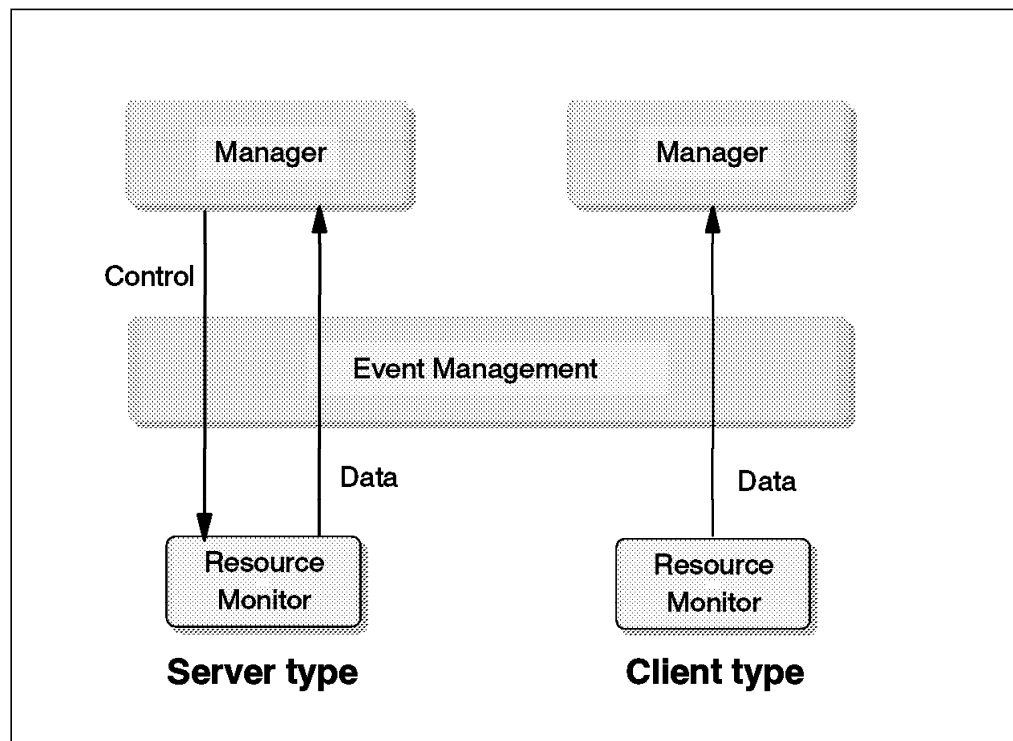 Manager
Manager
Control
Event Management
Data
Data
Resource
Monitor
Resource
Monitor
Server type
Client type